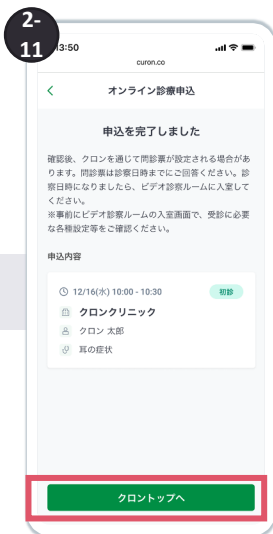 2-
11
13:50
curon.co
オンライン診療申込
申込を完了しました
確認後、クロンを通じて問診票が設定される場合があ
ります。問診票は診察日時までにご回答ください。診
察日時になりましたら、ビデオ診察ルームに入室して
ください。
※事前にビデオ診察ルームの入室画面で、受診に必要
な各種設定等をご確認ください。
申込内容
12/16(水) 10:00 - 10:30 初診
クロンクリニック
クロン 太郎
耳の症状
クロントップへ